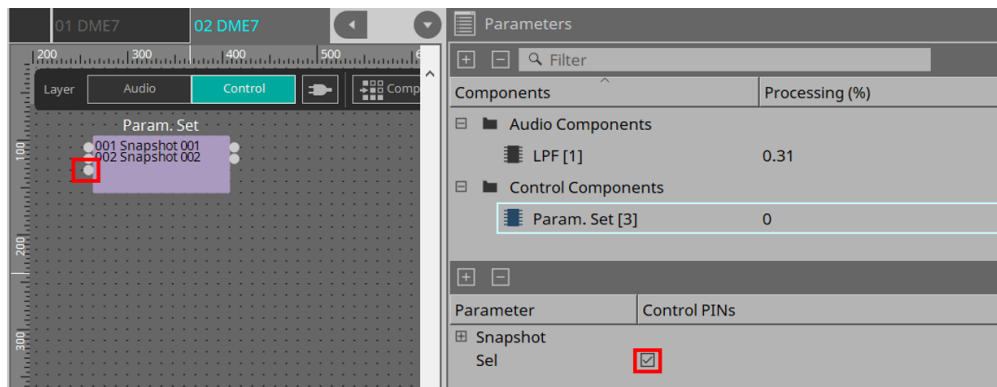 01 DME7
02 DME7
Parameters
Filter
200 300 400 500 6
Layer Audio Control Comp
Components Processing (%)
Param. Set
001 Snapshot 001
002 Snapshot 002
Audio Components
LPF [1] 0.31
Control Components
Param. Set [3] 0
100
200
300
Parameter Control PINs
Snapshot
Sel